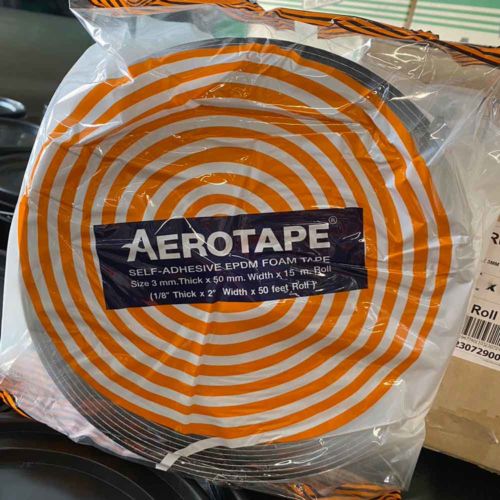 AEROTAPE®
SELF-ADHESIVE EPDM FOAM TAPE
Size 3 mm. Thick x 50 mm. Width x 15 m. Roll
(1/8" Thick x 2" Width x 50 feet Roll)
Roll
23072900